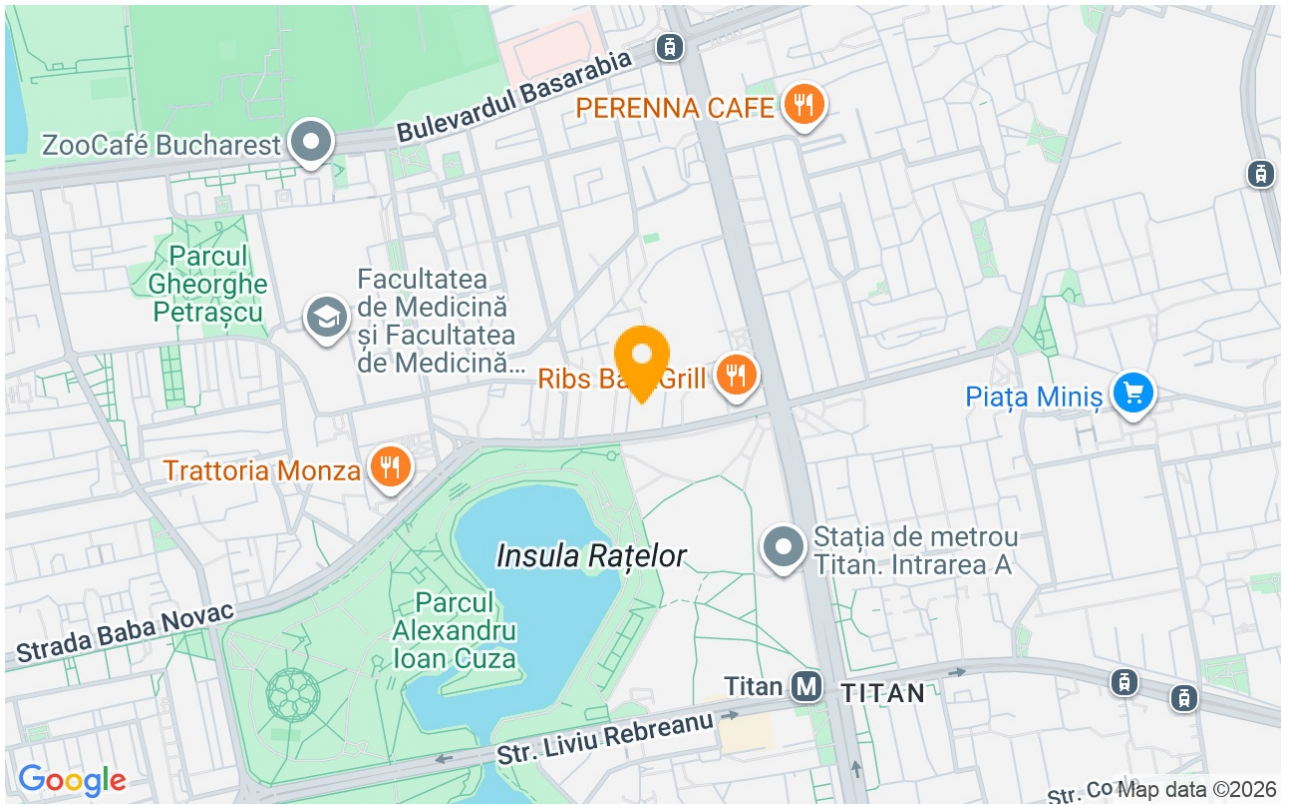 Bulevardul Basarabia
PERENNA CAFE
ZooCafé Bucharest
Parcul
Gheorghe
Petrașcu
Facultatea
de Medicină
și Facultatea
de Medicină...
Ribs B Grill
Piața Miniș
Trattoria Monza
Insula Rațelor
Stația de metrou
Titan. Intrarea A
Parcul
Alexandru
Ioan Cuza
Strada Baba Novac
Titan M TITAN
Str. Liviu Rebreanu
Google
Str. Co
Map data ©2026